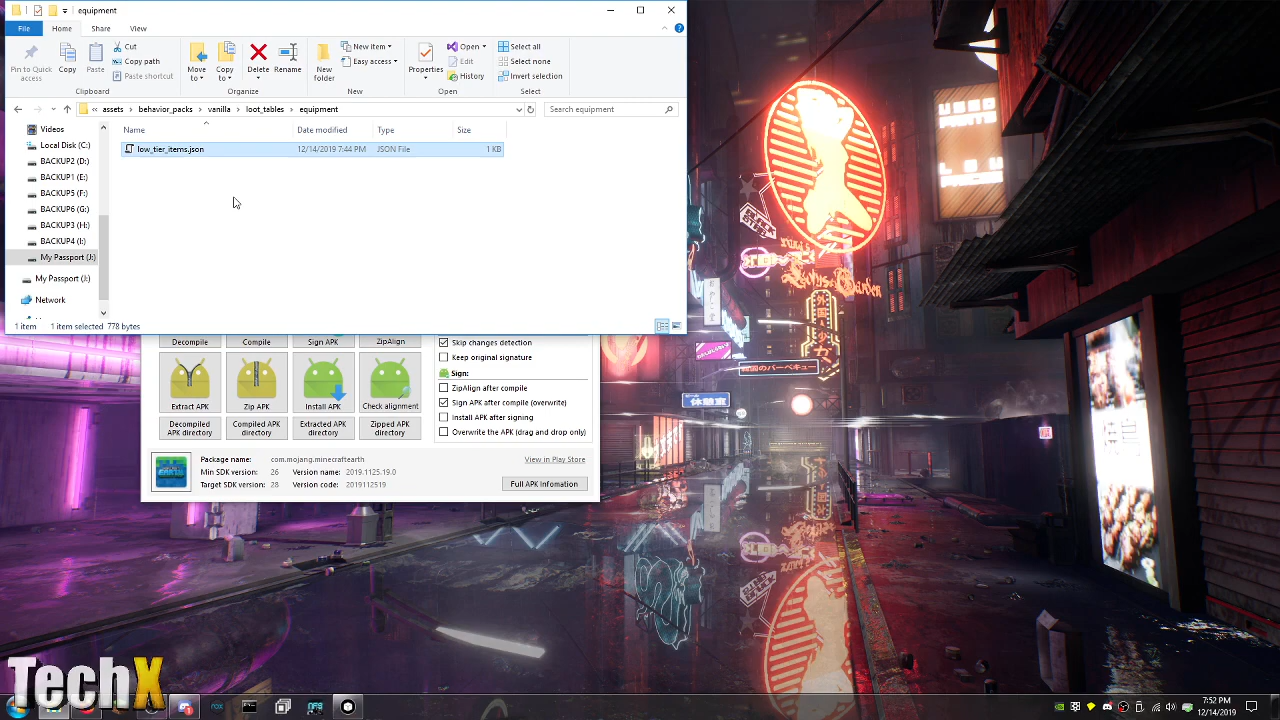 equipment
File
Home
Share
View
Pin to Quick access
Copy
Paste
Cut
Copy path
Paste shortcut
Clipboard
Move to
Copy to
Delete
Rename
Organize
New folder
New item
Easy access
New
Properties
Open
Edit
History
Open
Select all
Select none
Invert selection
Select
« assets › behavior_packs › vanilla › loot_tables › equipment
Search equipment
Videos
Local Disk (C:)
BACKUP2 (D:)
BACKUP1 (E:)
BACKUP5 (F:)
BACKUP6 (G:)
BACKUP3 (H:)
BACKUP4 (I:)
My Passport (J:)
My Passport (J:)
Network
Name
Date modified
Type
Size
low_tier_items.json
12/14/2019 7:44 PM
JSON File
1 KB
1 item
1 item selected 778 bytes
Decompile
Compile
Sign APK
ZipAlign
Extract APK
Zip APK
Install APK
Check alignment
Decompiled APK directory
Compiled APK directory
Extracted APK directory
Zipped APK directory
Skip changes detection
Keep original signature
Sign:
ZipAlign after compile
Sign APK after compile (overwrite)
Install APK after signing
Overwrite the APK (drag and drop only)
Package name: com.mojang.minecraftearth
View in Play Store
Min SDK version: 26 Version name: 2019.1125.19.0
Target SDK version: 28 Version code: 2019112519
Full APK Infomation
USED
PARTS
BLACK STEEL
休憩室
TechX
7:52 PM
12/14/2019